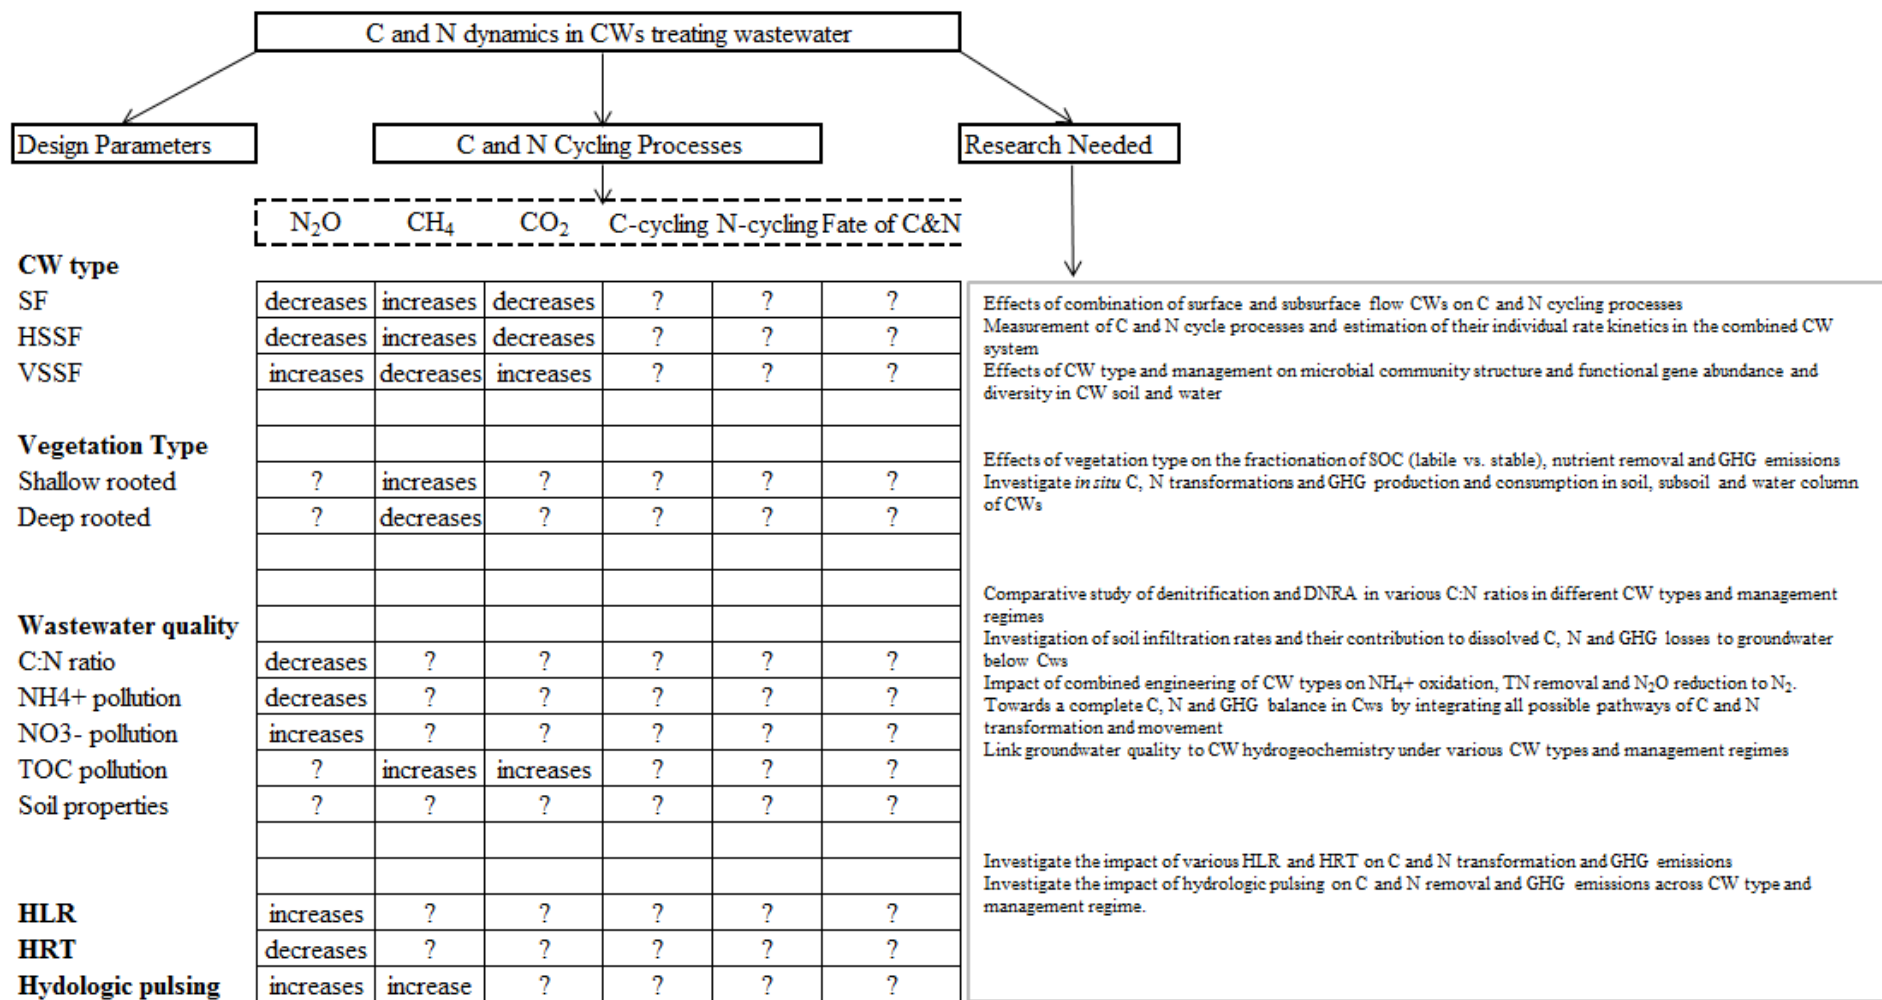 C and N dynamics in CWs treating wastewater
Design Parameters
C and N Cycling Processes
Research Needed
N₂O CH₄ CO₂ C-cycling N-cycling Fate of C&N
CW type
SF decreases increases decreases ? ? ?
HSSF decreases increases decreases ? ? ?
VSSF increases decreases increases ? ? ?
Vegetation Type
Shallow rooted ? increases ? ? ? ?
Deep rooted ? decreases ? ? ? ?
Wastewater quality
C:N ratio decreases ? ? ? ? ?
NH4+ pollution decreases ? ? ? ? ?
NO3- pollution increases ? ? ? ? ?
TOC pollution ? increases increases ? ? ?
Soil properties ? ? ? ? ? ?
HLR increases ? ? ? ? ?
HRT decreases ? ? ? ? ?
Hydologic pulsing increases increase ? ? ? ?
Effects of combination of surface and subsurface flow CWs on C and N cycling processes
Measurement of C and N cycle processes and estimation of their individual rate kinetics in the combined CW
system
Effects of CW type and management on microbial community structure and functional gene abundance and
diversity in CW soil and water
Effects of vegetation type on the fractionation of SOC (labile vs. stable), nutrient removal and GHG emissions
Investigate in situ C, N transformations and GHG production and consumption in soil, subsoil and water column
of CWs
Comparative study of denitrification and DNRA in various C:N ratios in different CW types and management
regimes
Investigation of soil infiltration rates and their contribution to dissolved C, N and GHG losses to groundwater
below Cws
Impact of combined engineering of CW types on NH₄+ oxidation, TN removal and N₂O reduction to N₂.
Towards a complete C, N and GHG balance in Cws by integrating all possible pathways of C and N
transformation and movement
Link groundwater quality to CW hydrogeochemistry under various CW types and management regimes
Investigate the impact of various HLR and HRT on C and N transformation and GHG emissions
Investigate the impact of hydrologic pulsing on C and N removal and GHG emissions across CW type and
management regime.